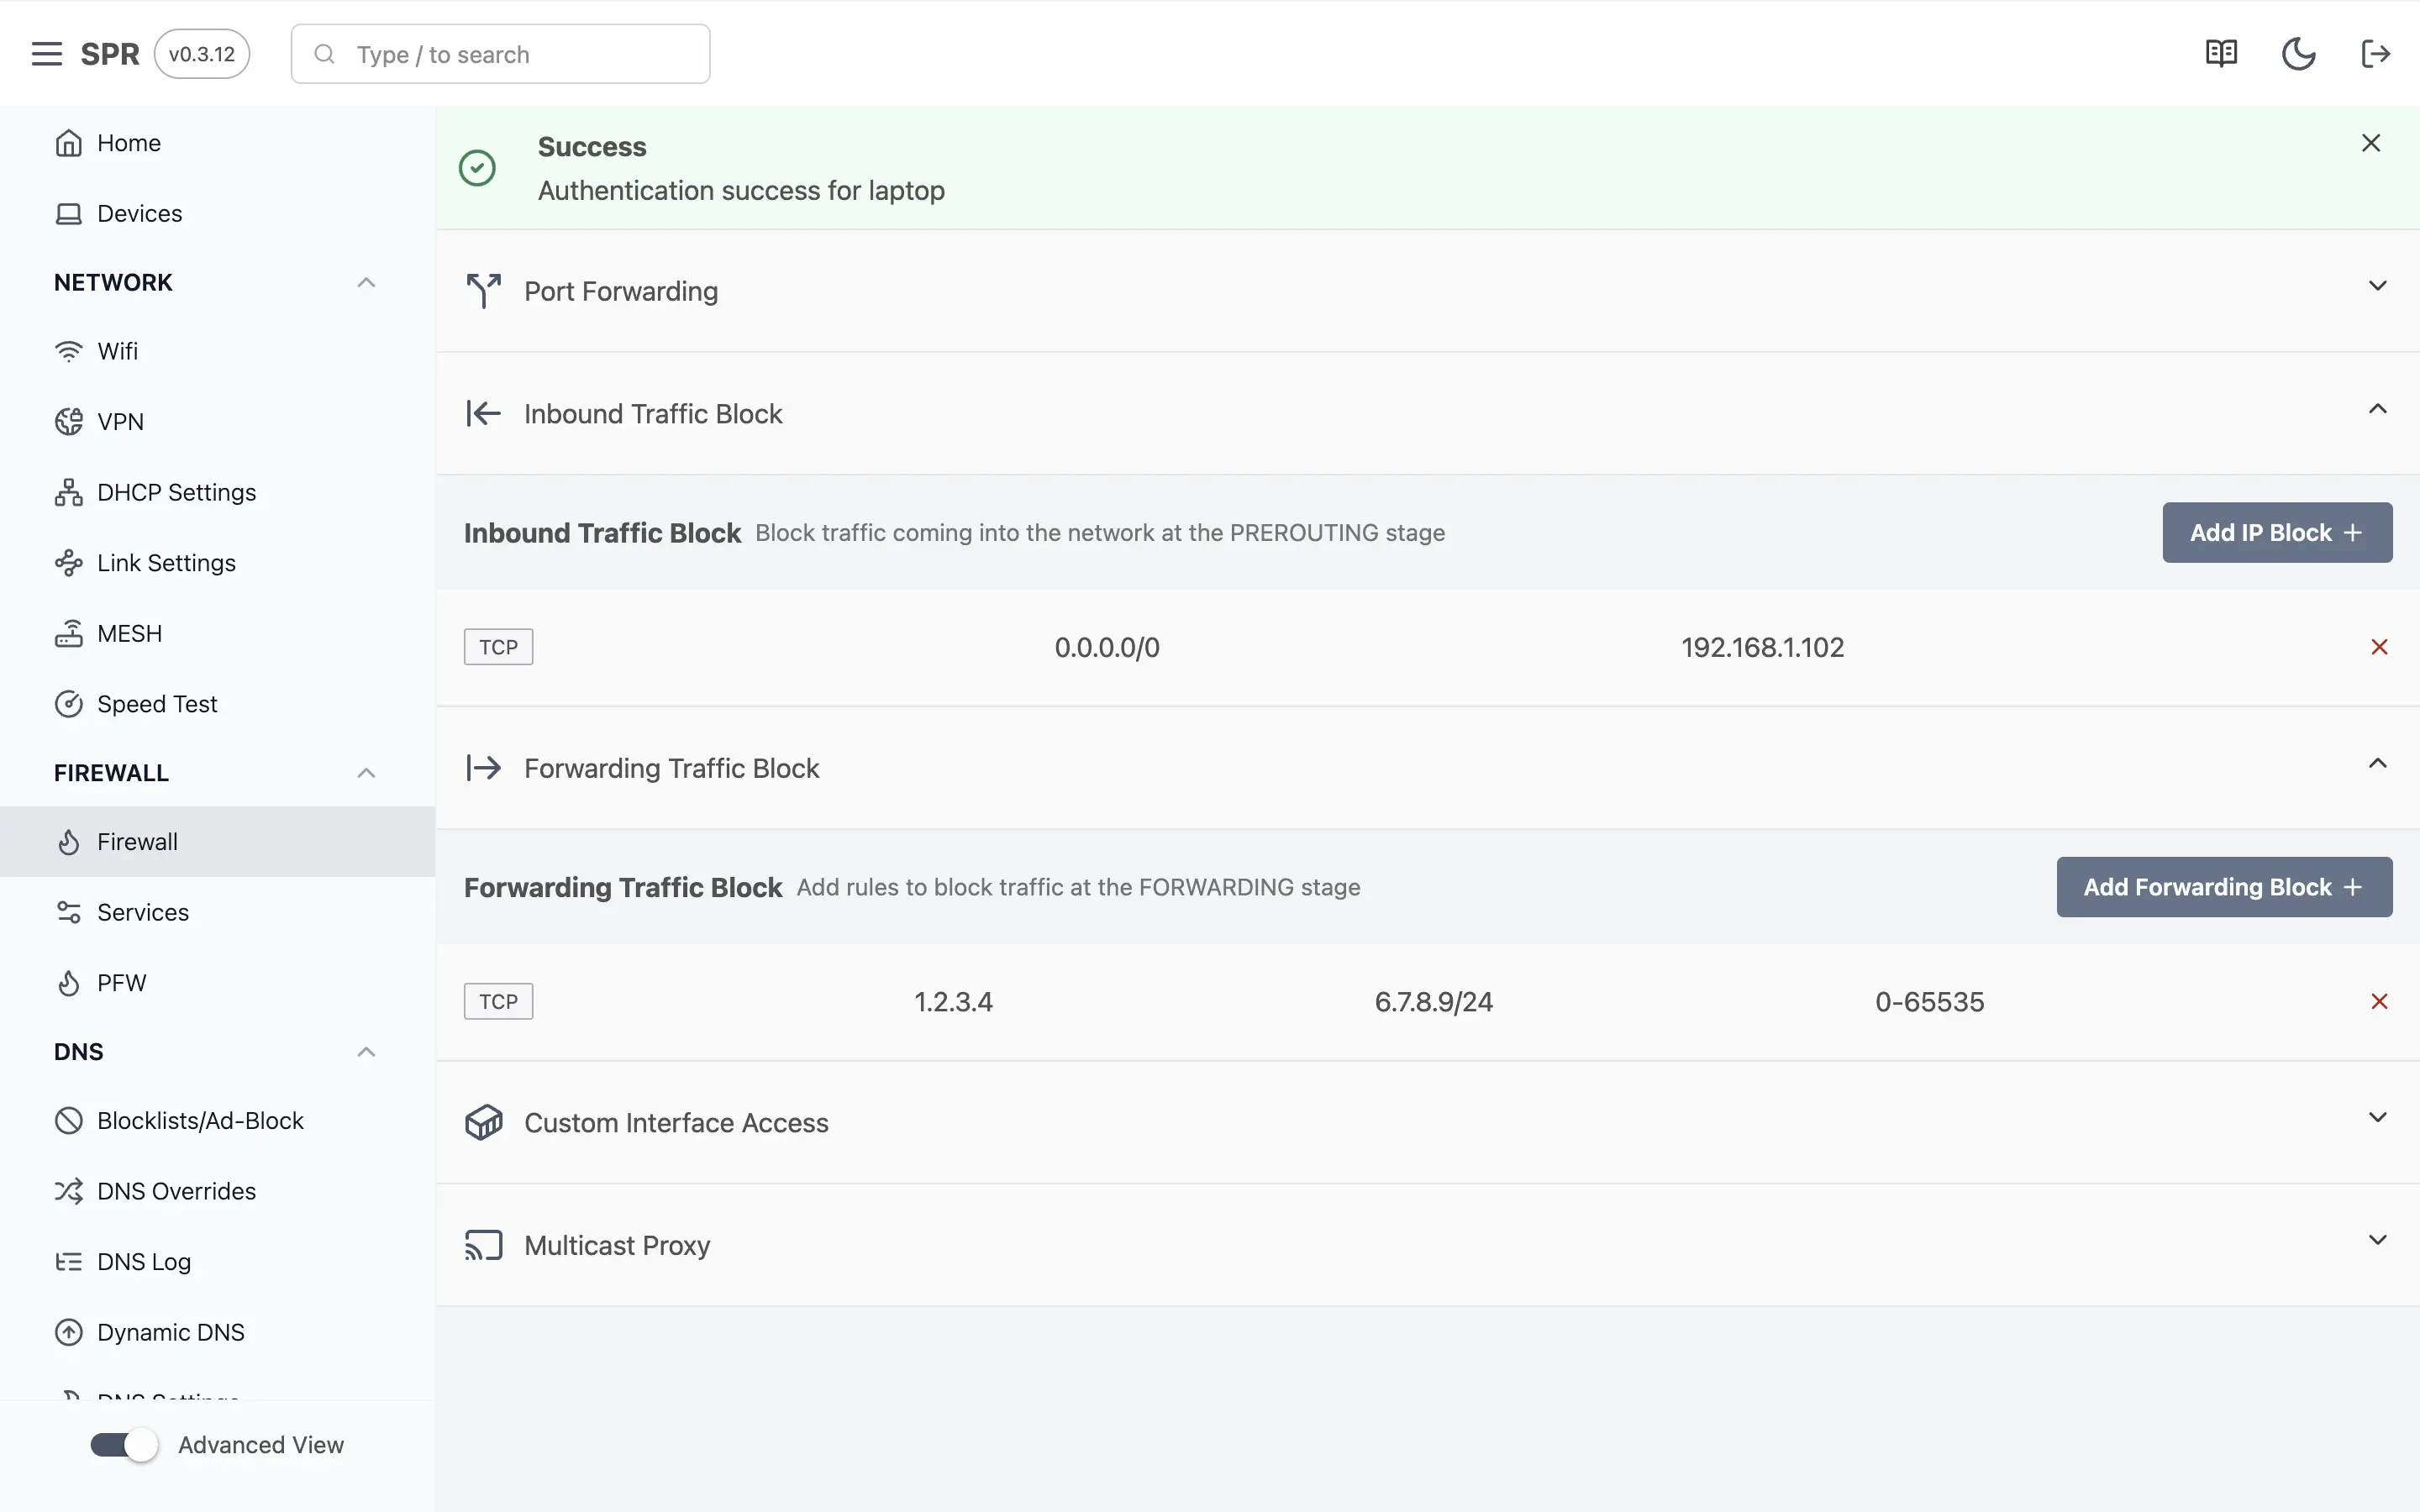 SPR
v0.3.12
Type / to search
Home
Devices
NETWORK
Wifi
VPN
DHCP Settings
Link Settings
MESH
Speed Test
FIREWALL
Firewall
Services
PFW
DNS
Blocklists/Ad-Block
DNS Overrides
DNS Log
Dynamic DNS
DNS Settings
Advanced View
Success
Authentication success for laptop
Port Forwarding
Inbound Traffic Block
Inbound Traffic Block Block traffic coming into the network at the PREROUTING stage
Add IP Block +
TCP 0.0.0.0/0 192.168.1.102
Forwarding Traffic Block
Forwarding Traffic Block Add rules to block traffic at the FORWARDING stage
Add Forwarding Block +
TCP 1.2.3.4 6.7.8.9/24 0-65535
Custom Interface Access
Multicast Proxy